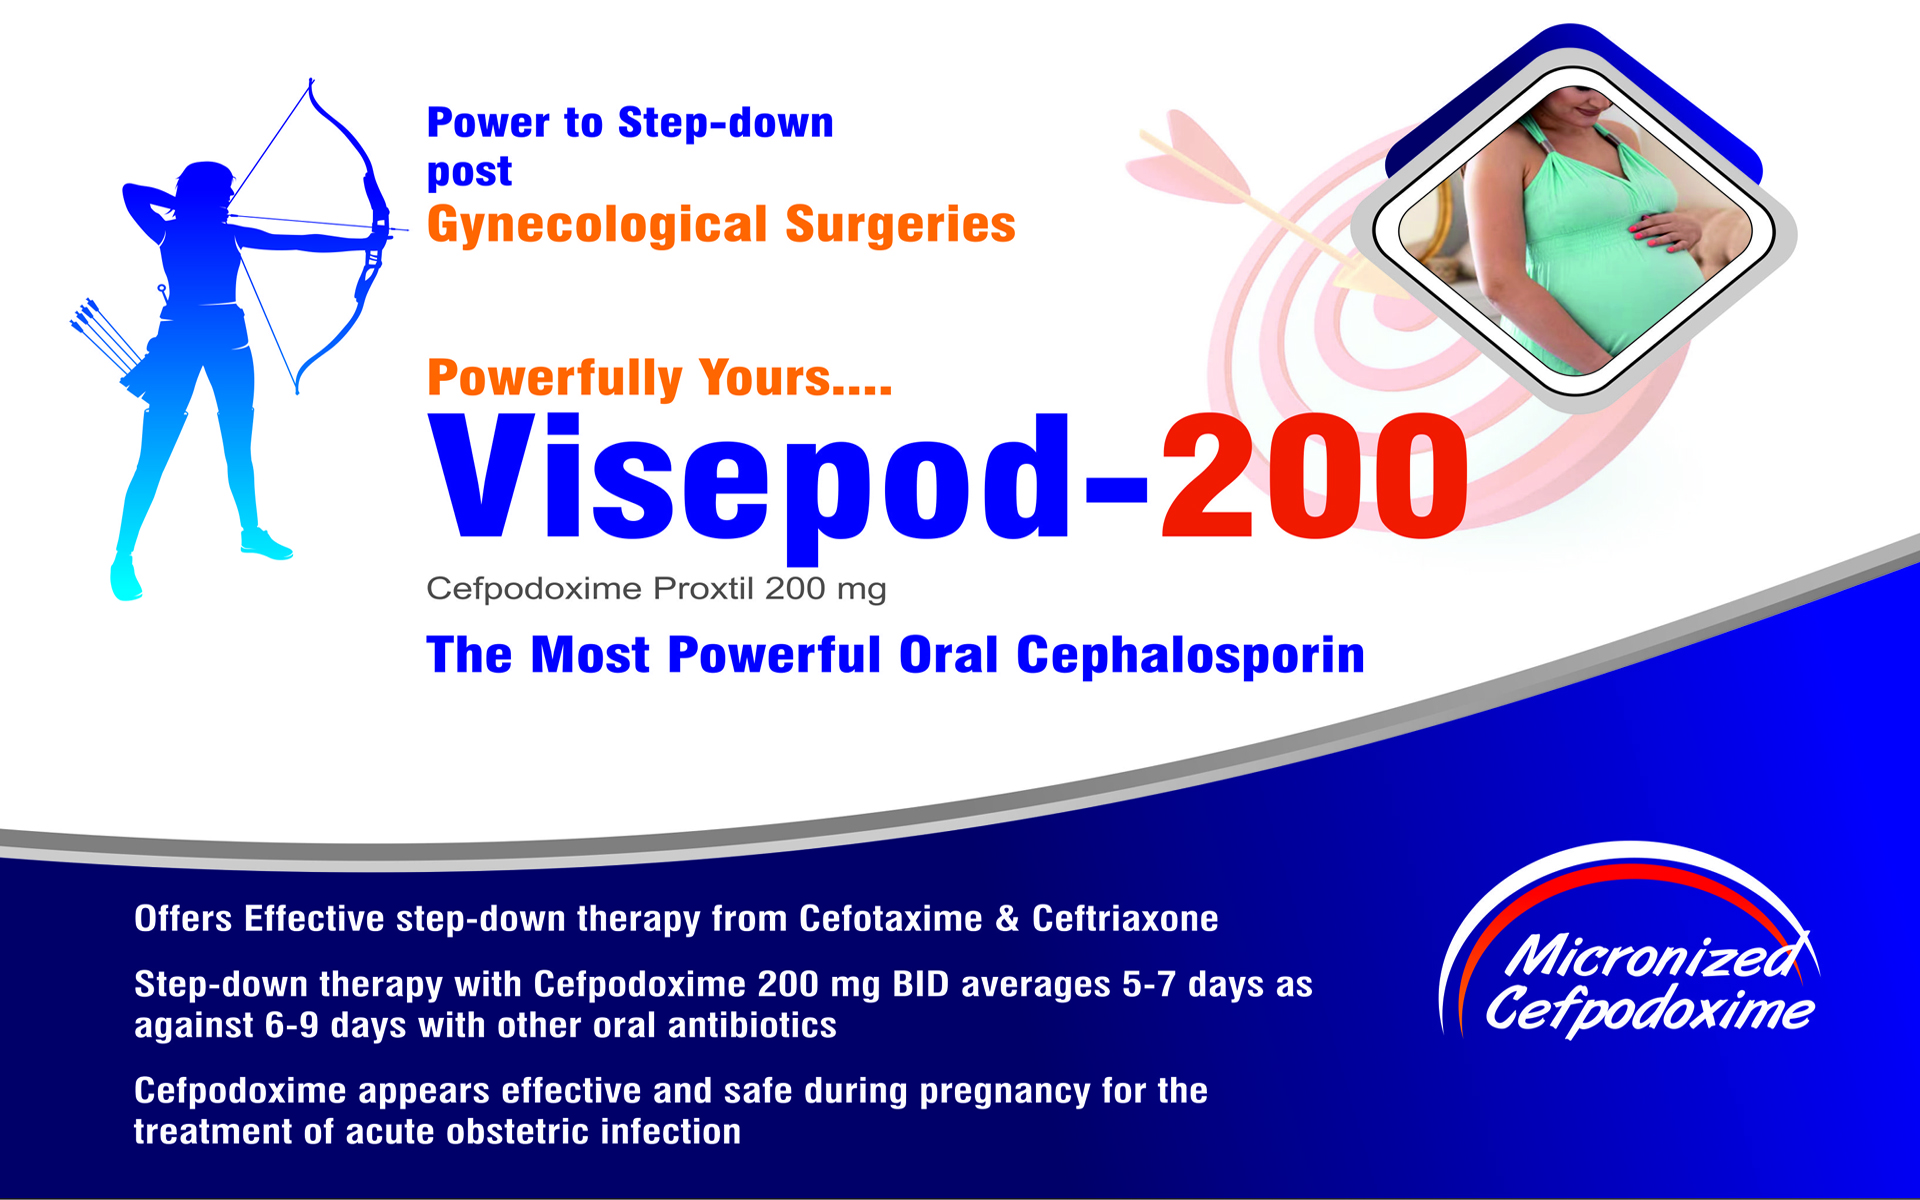 Power to Step-down
post
Gynecological Surgeries
Powerfully Yours....
Visepod-200
Cefpodoxime Proxtil 200 mg
The Most Powerful Oral Cephalosporin
Offers Effective step-down therapy from Cefotaxime & Ceftriaxone
Step-down therapy with Cefpodoxime 200 mg BID averages 5-7 days as
against 6-9 days with other oral antibiotics
Cefpodoxime appears effective and safe during pregnancy for the
treatment of acute obstetric infection
Micronized
Cefpodoxime